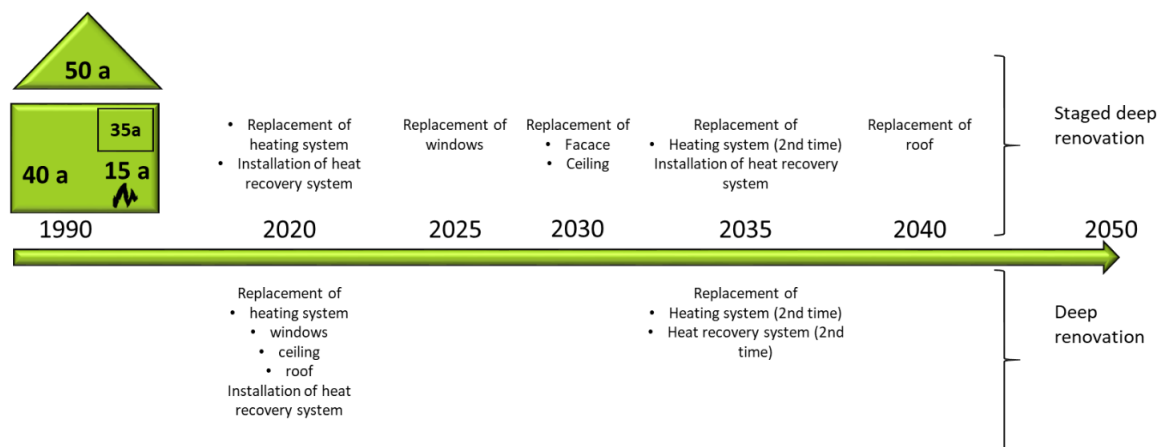 50 a
35a
40 a
15 a
• Replacement of
heating system
• Installation of heat
recovery system
Replacement of
windows
Replacement of
• Facace
• Ceiling
Replacement of
• Heating system (2nd time)
Installation of heat recovery
system
Replacement of
roof
Staged deep
renovation
1990
2020
2025
2030
2035
2040
2050
Replacement of
• heating system
• windows
• ceiling
• roof
Installation of heat
recovery system
Replacement of
• Heating system (2nd time)
• Heat recovery system (2nd
time)
Deep
renovation